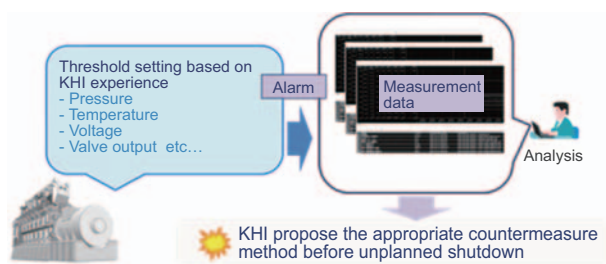 Threshold setting based on
KHI experience
- Pressure
- Temperature
- Voltage
- Valve output etc…
Alarm
Measurement
data
Analysis
KHI propose the appropriate countermeasure
method before unplanned shutdown